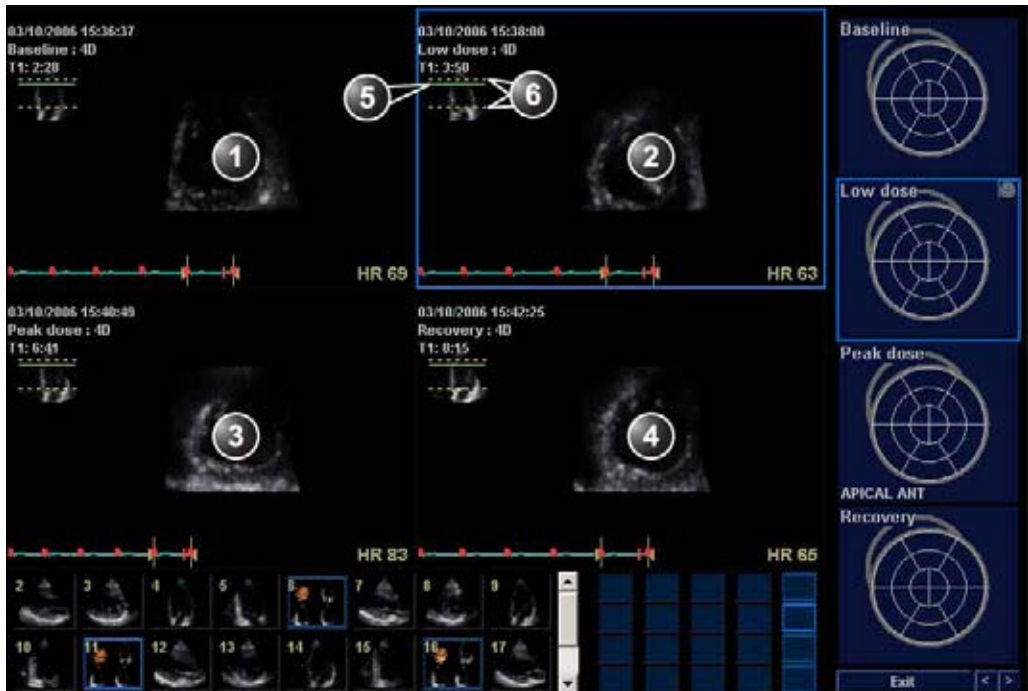 03/10/2006 15:36:37
Baseline : 4D
T1: 2:28
1
HR 69
03/10/2006 15:38:00
Low dose : 4D
T1: 3:50
5
6
2
HR 63
03/10/2006 15:40:49
Peak dose : 4D
T1: 6:41
3
HR 83
03/10/2006 15:42:25
Recovery : 4D
T1: 8:15
4
HR 65
Baseline
Low dose
Peak dose
APICAL ANT
Recovery
2 3 4 5 6 7 8 9
10 11 12 13 14 15 16 17
Exit < >